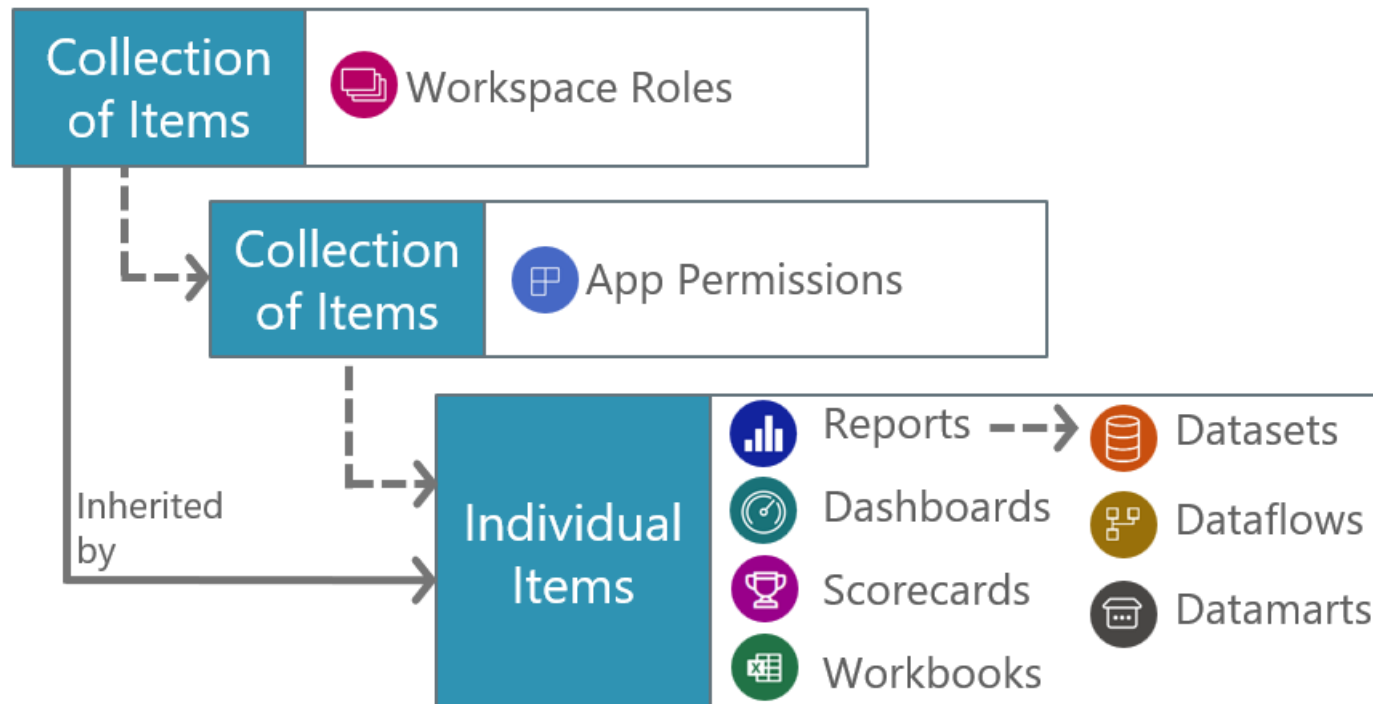 Collection
of Items
Workspace Roles
Collection
of Items
App Permissions
Inherited
by
Individual
Items
Reports
Datasets
Dashboards
Dataflows
Scorecards
Datamarts
Workbooks